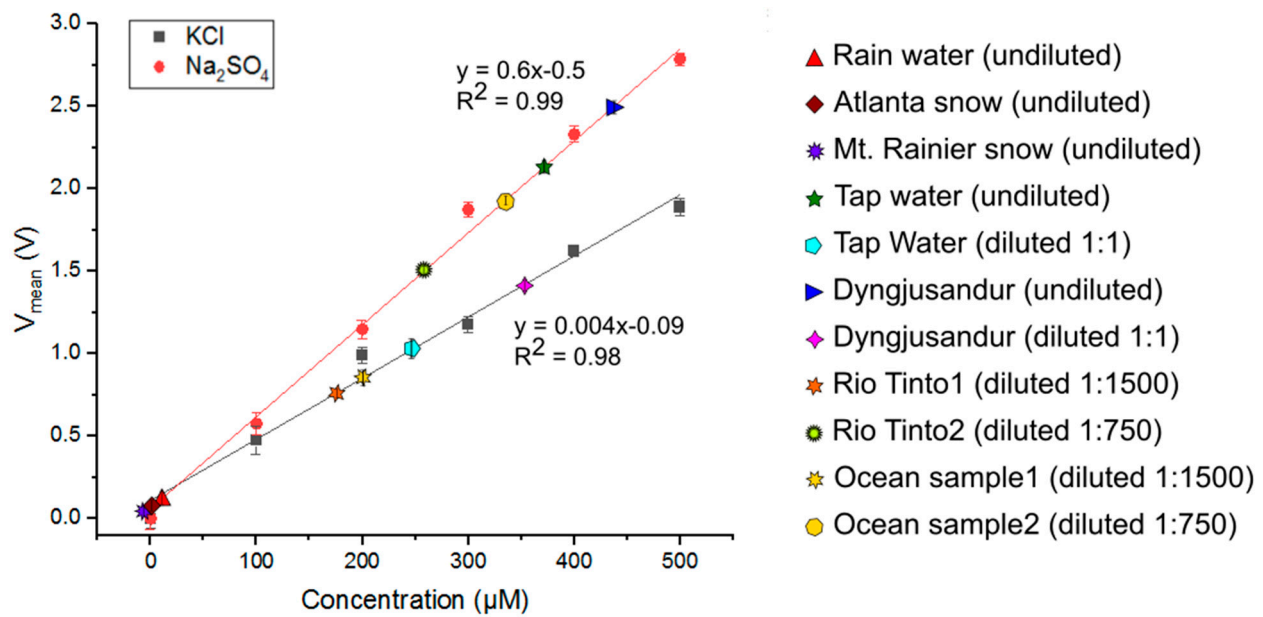 3.0
2.5
2.0
1.5
1.0
0.5
0.0
V_mean (V)
KCl
Na₂SO₄
y = 0.6x-0.5
R² = 0.99
y = 0.004x-0.09
R² = 0.98
0 100 200 300 400 500
Concentration (µM)
Rain water (undiluted)
Atlanta snow (undiluted)
Mt. Rainier snow (undiluted)
Tap water (undiluted)
Tap Water (diluted 1:1)
Dyngjusandur (undiluted)
Dyngjusandur (diluted 1:1)
Rio Tinto1 (diluted 1:1500)
Rio Tinto2 (diluted 1:750)
Ocean sample1 (diluted 1:1500)
Ocean sample2 (diluted 1:750)